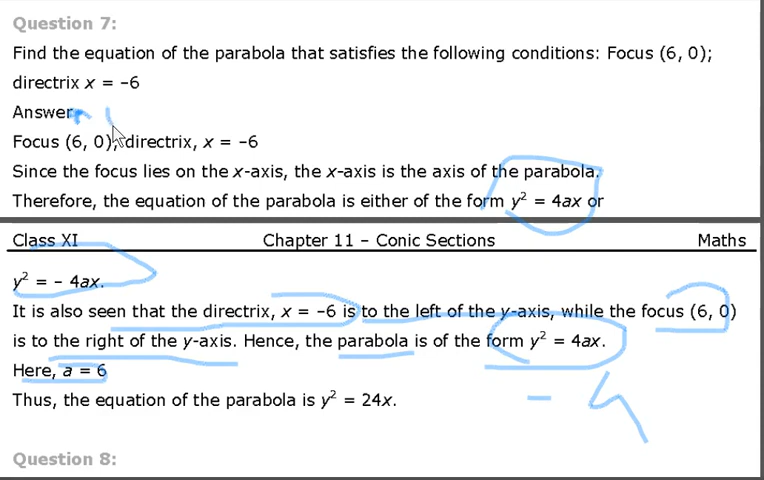 Question 7:
Find the equation of the parabola that satisfies the following conditions: Focus (6, 0);
directrix x = –6
Answer
Focus (6, 0); directrix, x = –6
Since the focus lies on the x-axis, the x-axis is the axis of the parabola.
Therefore, the equation of the parabola is either of the form y² = 4ax or
Class XI Chapter 11 – Conic Sections Maths
y² = – 4ax.
It is also seen that the directrix, x = –6 is to the left of the y-axis, while the focus (6, 0)
is to the right of the y-axis. Hence, the parabola is of the form y² = 4ax.
Here, a = 6
Thus, the equation of the parabola is y² = 24x.
Question 8: